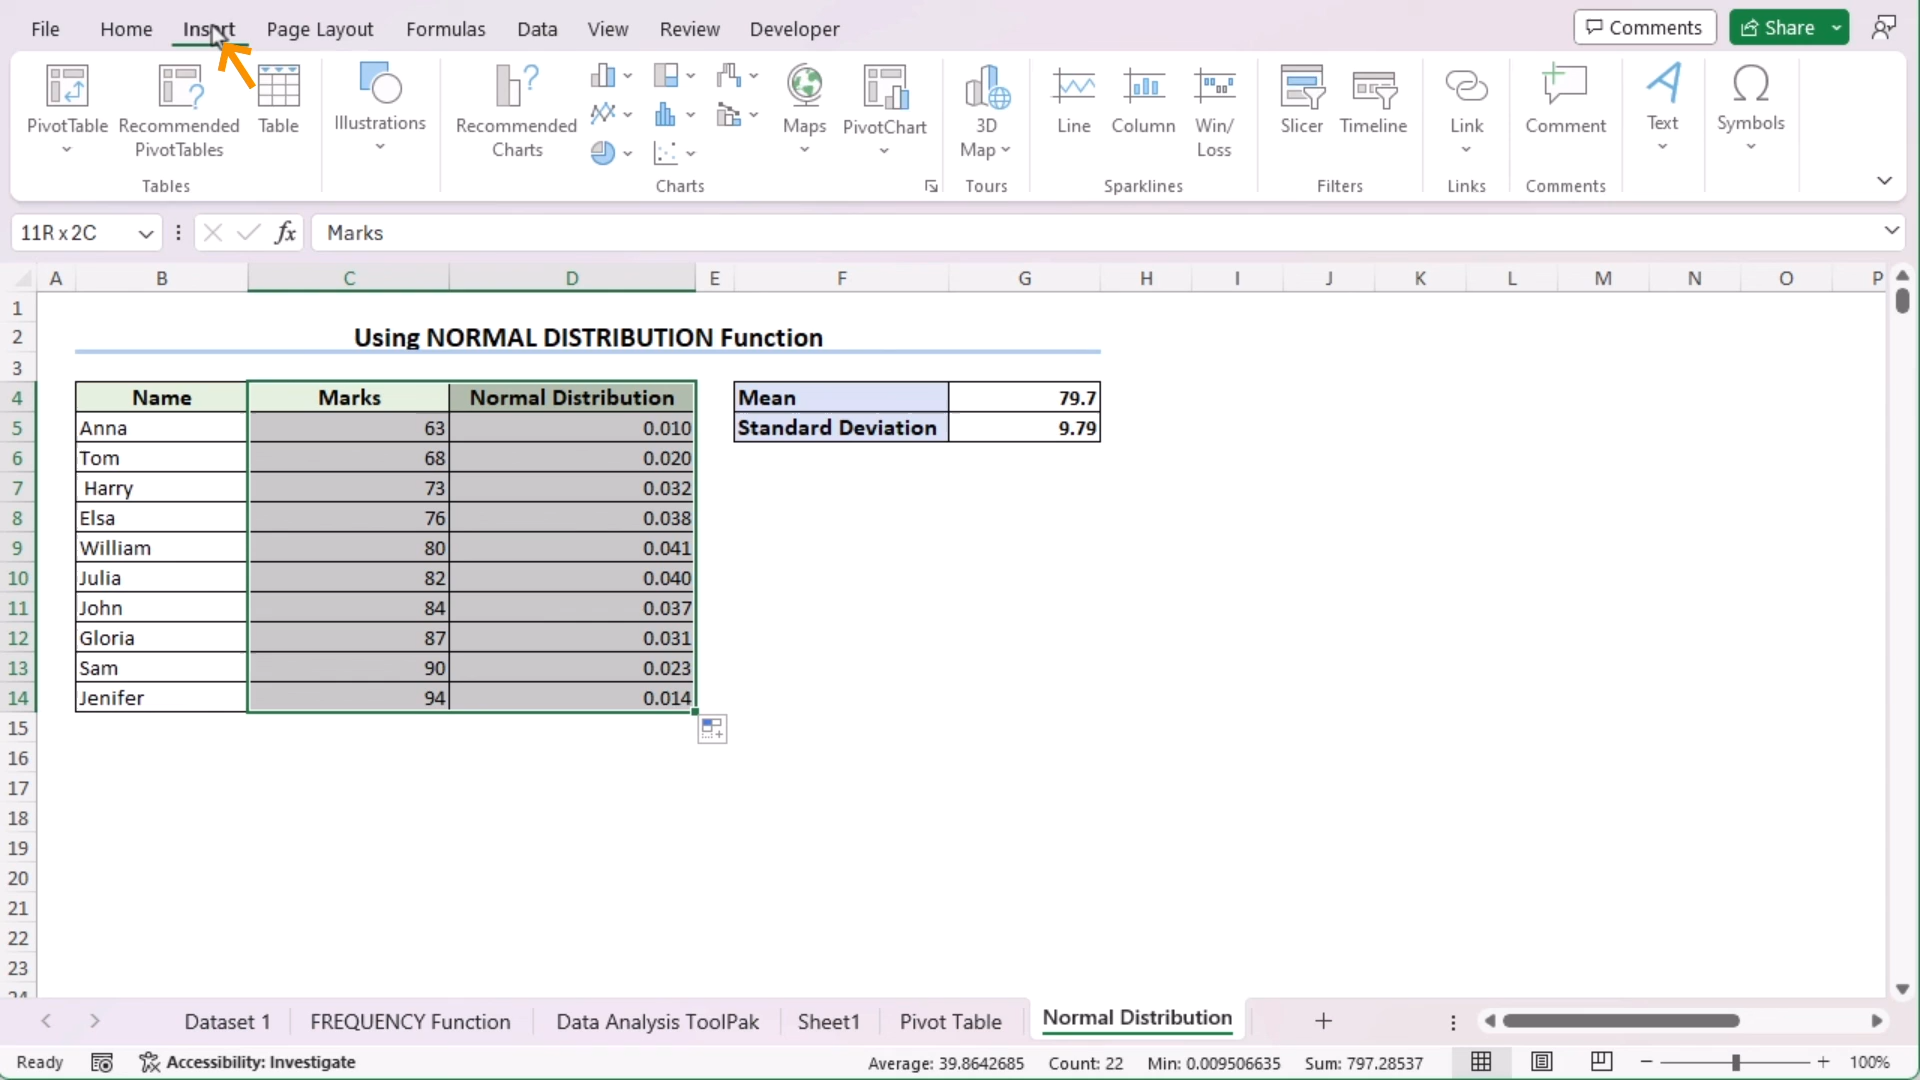 File Home Insert Page Layout Formulas Data View Review Developer Comments Share
PivotTable Recommended PivotTables Table Illustrations Recommended Charts Maps PivotChart 3D Map Line Column Win/ Loss Slicer Timeline Link Comment Text Symbols
Tables Charts Tours Sparklines Filters Links Comments
11R x 2C fx Marks
A B C D E F G H I J K L M N O P
1
2 Using NORMAL DISTRIBUTION Function
3
4 Name Marks Normal Distribution Mean 79.7
5 Anna 63 0.010 Standard Deviation 9.79
6 Tom 68 0.020
7 Harry 73 0.032
8 Elsa 76 0.038
9 William 80 0.041
10 Julia 82 0.040
11 John 84 0.037
12 Gloria 87 0.031
13 Sam 90 0.023
14 Jenifer 94 0.014
15
16
17
18
19
20
21
22
23
24
Dataset 1 FREQUENCY Function Data Analysis ToolPak Sheet1 Pivot Table Normal Distribution
Ready Accessibility: Investigate Average: 39.8642685 Count: 22 Min: 0.009506635 Sum: 797.28537 100%